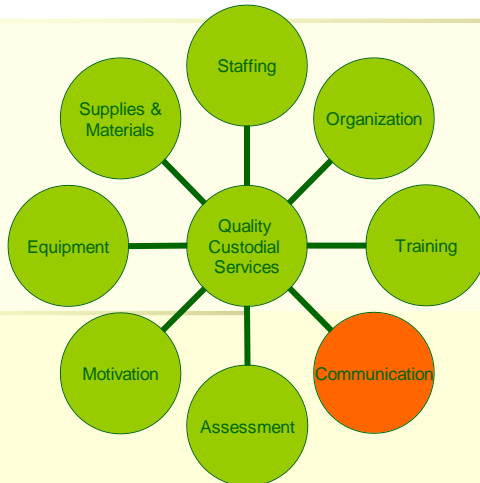 Staffing
Supplies &
Materials
Organization
Equipment
Quality
Custodial
Services
Training
Motivation
Communication
Assessment